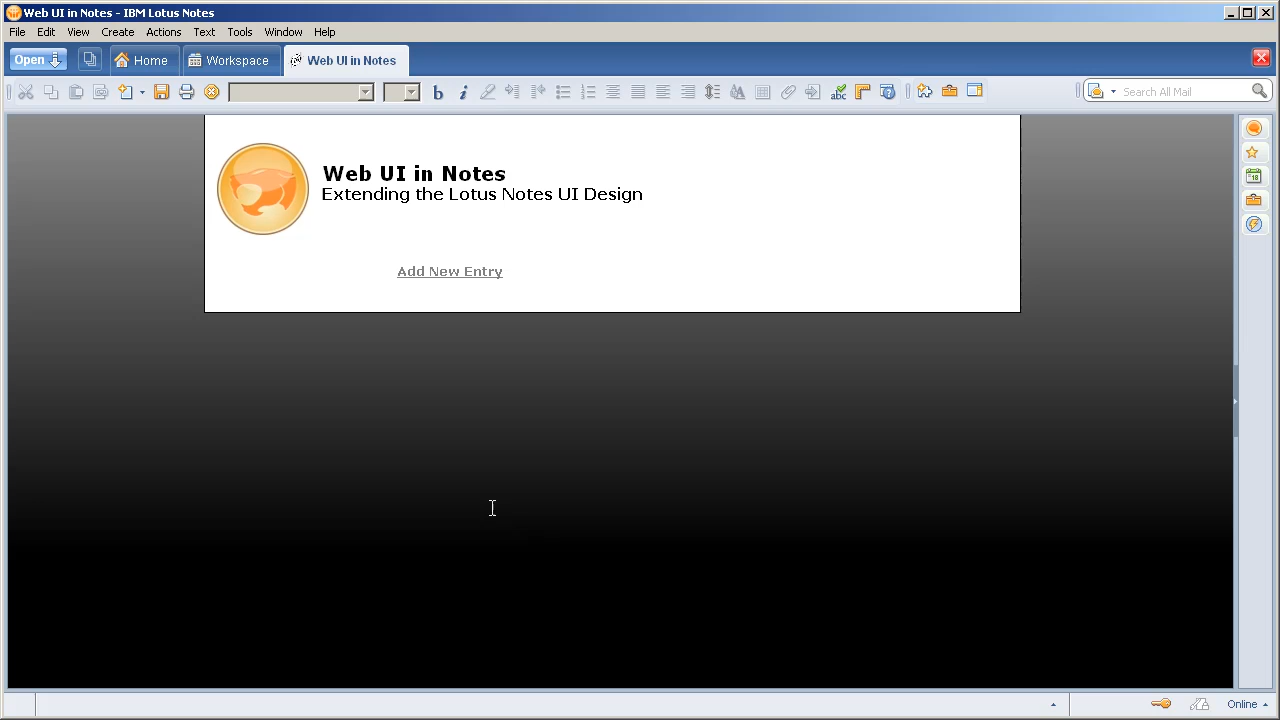 Web UI in Notes - IBM Lotus Notes
File Edit View Create Actions Text Tools Window Help
Open Home Workspace Web UI in Notes
b i abc Search All Mail
18
Web UI in Notes
Extending the Lotus Notes UI Design
Add New Entry
Online